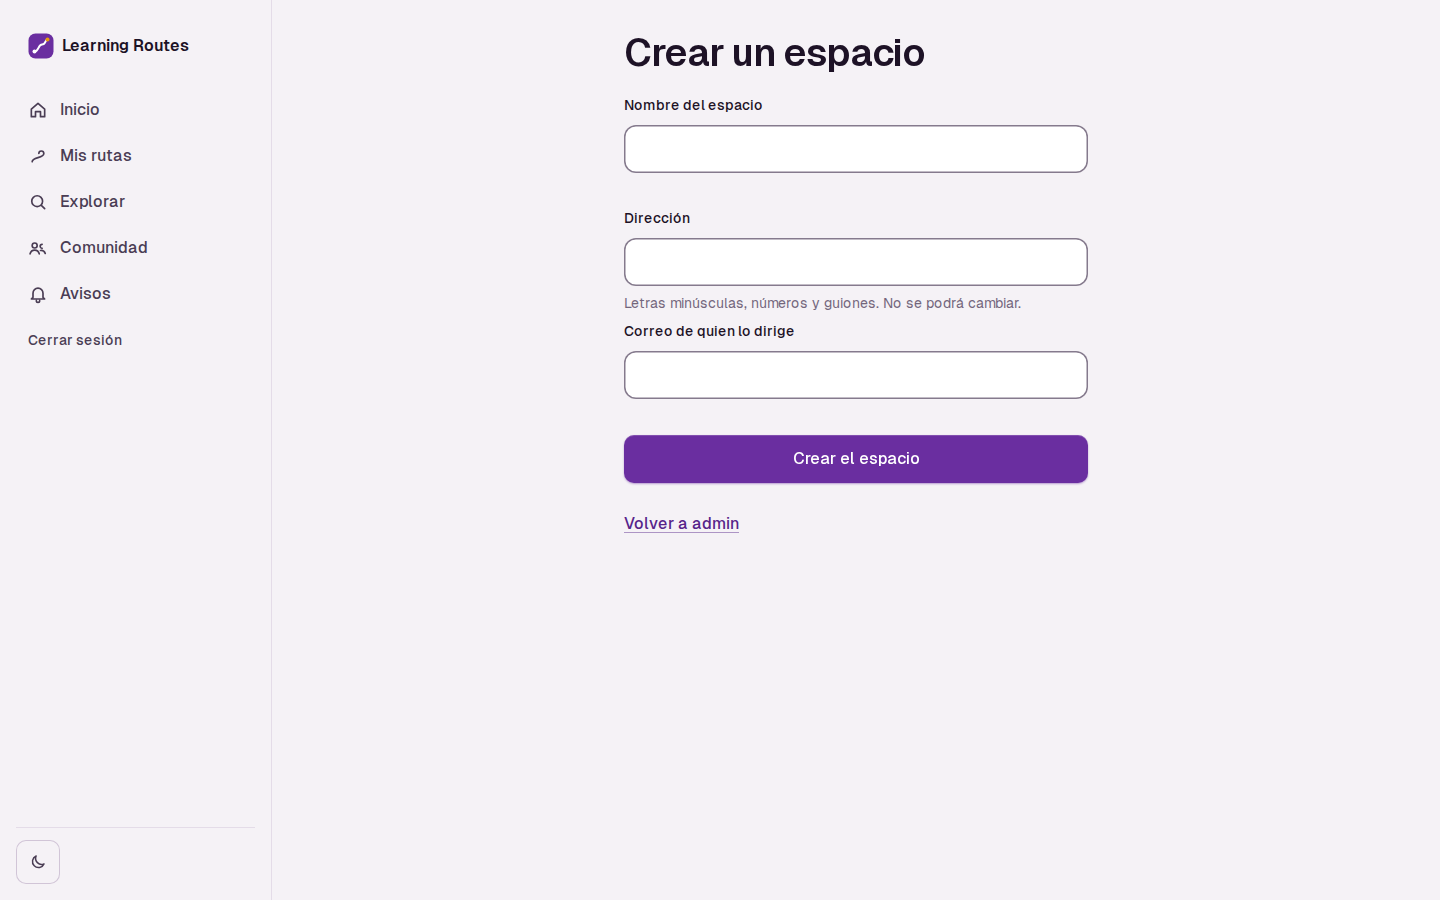 Learning Routes
Inicio
Mis rutas
Explorar
Comunidad
Avisos
Cerrar sesión
Crear un espacio
Nombre del espacio
Dirección
Letras minúsculas, números y guiones. No se podrá cambiar.
Correo de quien lo dirige
Crear el espacio
Volver a admin